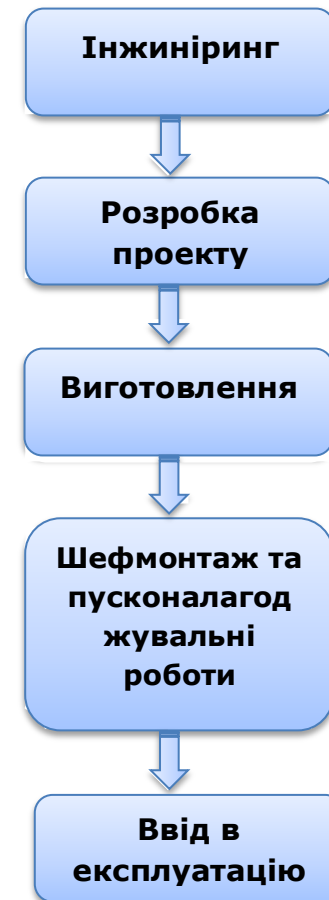 Інжиніринг
Розробка
проекту
Виготовлення
Шефмонтаж та
пусконалагод
жувальні
роботи
Ввід в
експлуатацію